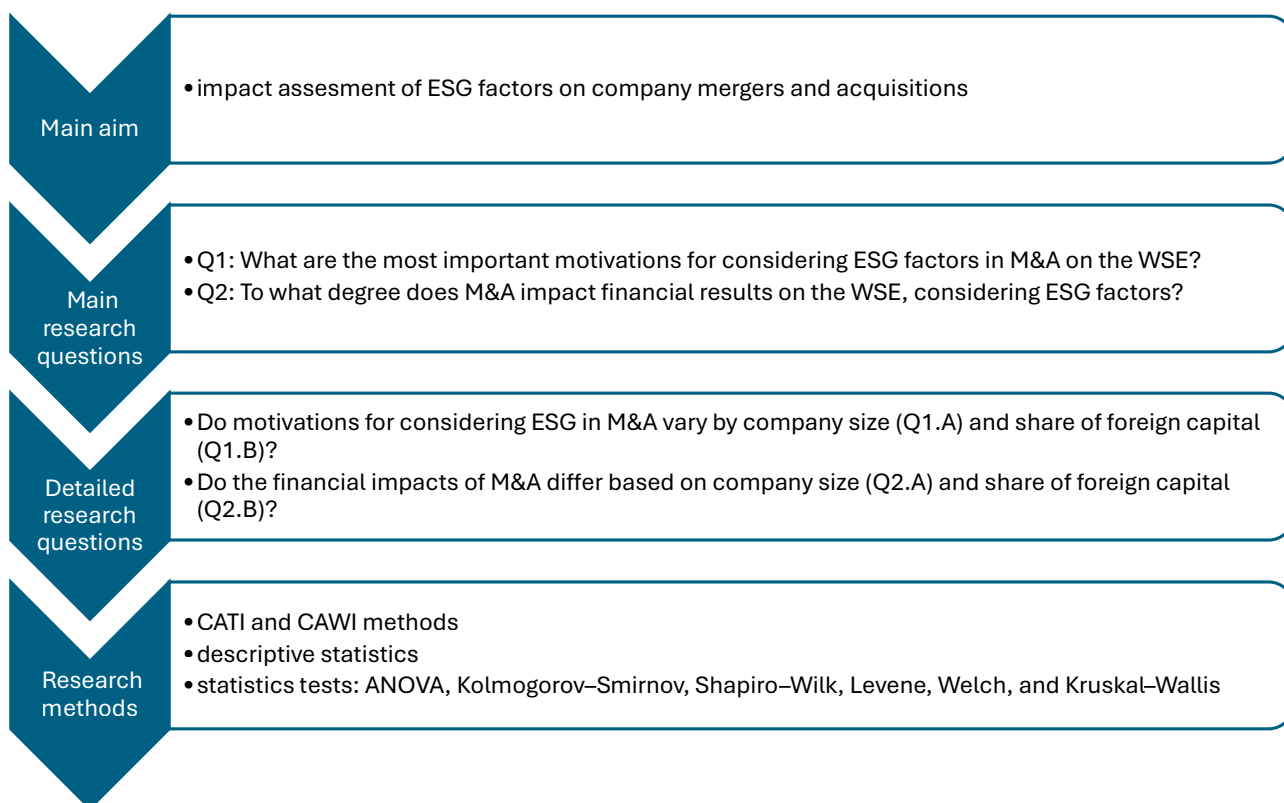 Main aim
•impact assesment of ESG factors on company mergers and acquisitions
Main
research
questions
•Q1: What are the most important motivations for considering ESG factors in M&A on the WSE?
•Q2: To what degree does M&A impact financial results on the WSE, considering ESG factors?
Detailed
research
questions
•Do motivations for considering ESG in M&A vary by company size (Q1.A) and share of foreign capital
(Q1.B)?
•Do the financial impacts of M&A differ based on company size (Q2.A) and share of foreign capital
(Q2.B)?
Research
methods
•CATI and CAWI methods
•descriptive statistics
•statistics tests: ANOVA, Kolmogorov–Smirnov, Shapiro–Wilk, Levene, Welch, and Kruskal–Wallis